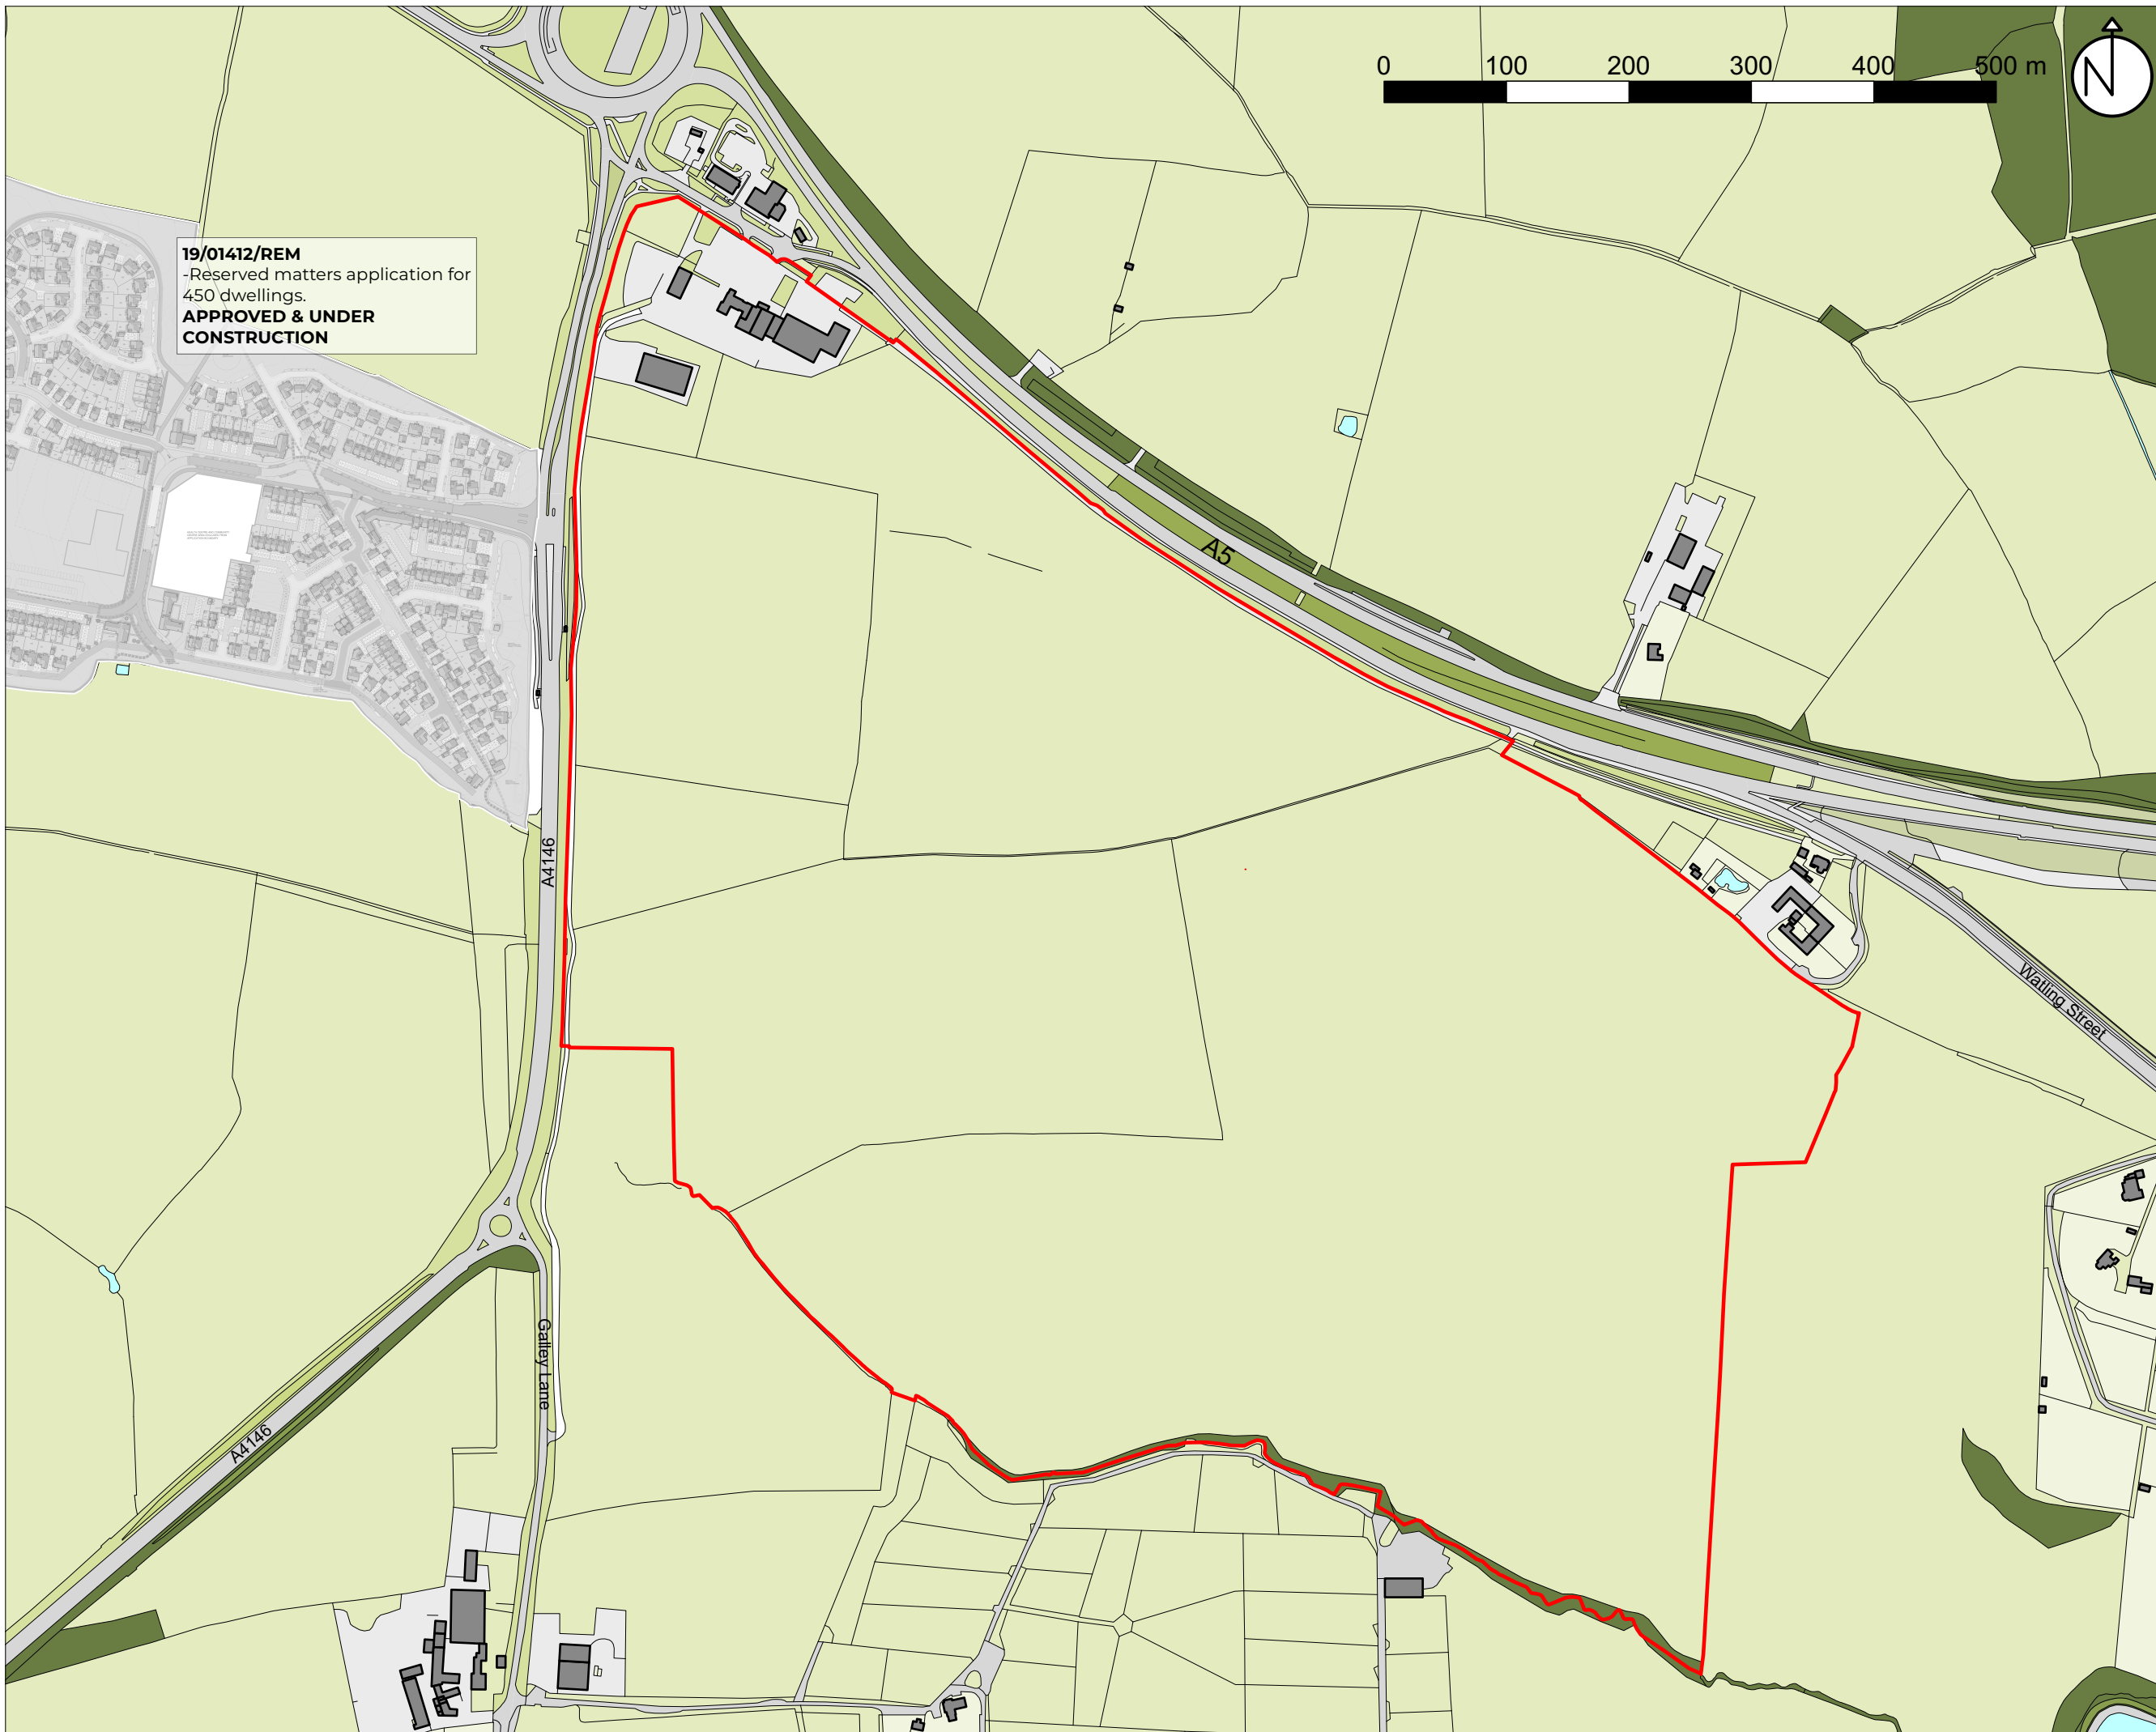 0 100 200 300 400 500 m
N
19/01412/REM
-Reserved matters application for
450 dwellings.
APPROVED & UNDER
CONSTRUCTION
A5
A4146
Watling Street
Galley Lane
A4146